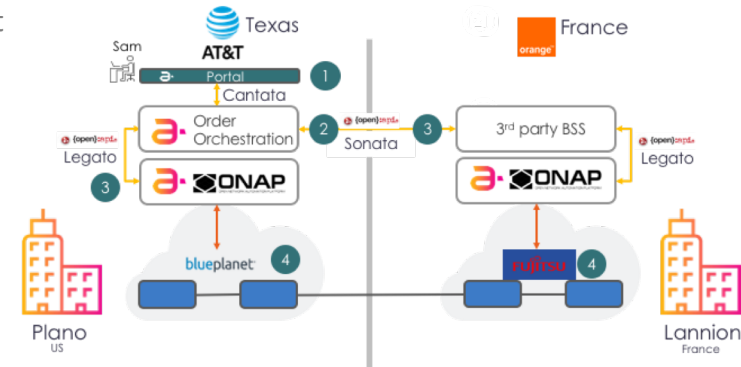 Texas
AT&T
orange
France
Sam
a. Portal
1
Cantata
a. Order
Orchestration
2
{open}
Sonata
3
3rd party BSS
{open}
Legato
{open}
Legato
3
a. ONAP
a. ONAP
blueplanet
4
FUJITSU
4
Plano
US
Lannion
France